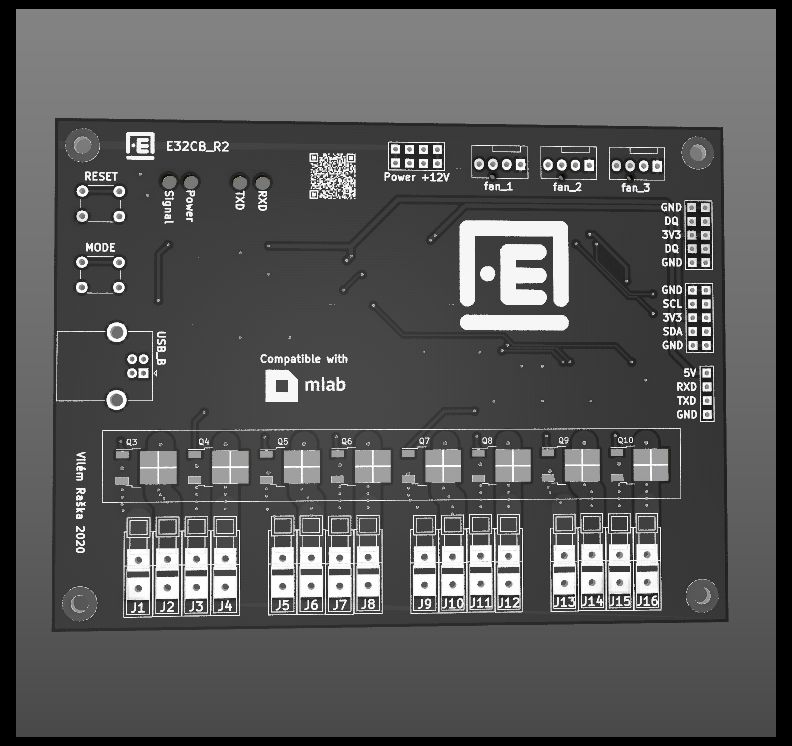 E32CB_R2
RESET
Signal
Power
TXD
RXD
Power +12V
fan_1
fan_2
fan_3
MODE
GND
DQ
3V3
DQ
GND
·E
GND
SCL
3V3
SDA
GND
USB_B
Compatible with
mlab
5V
RXD
TXD
GND
Q3
Q4
Q5
Q6
Q7
Q8
Q9
Q10
Vilém Raška 2020
J1
J2
J3
J4
J5
J6
J7
J8
J9
J10
J11
J12
J13
J14
J15
J16